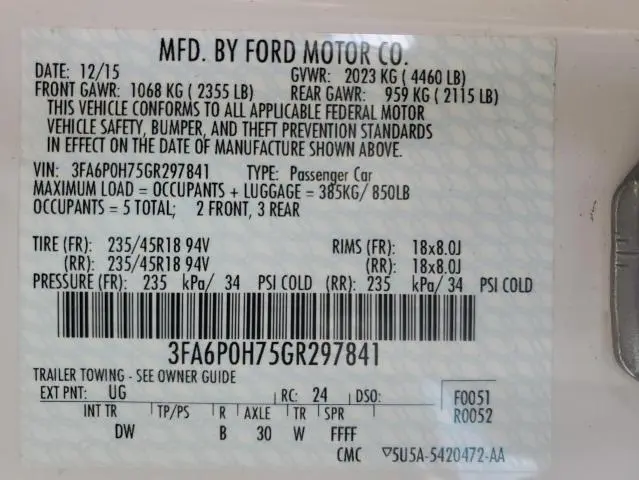 MFD. BY FORD MOTOR CO.
DATE: 12/15 GVWR: 2023 KG ( 4460 LB)
FRONT GAWR: 1068 KG ( 2355 LB) REAR GAWR: 959 KG ( 2115 LB)
THIS VEHICLE CONFORMS TO ALL APPLICABLE FEDERAL MOTOR
VEHICLE SAFETY, BUMPER, AND THEFT PREVENTION STANDARDS
IN EFFECT ON THE DATE OF MANUFACTURE SHOWN ABOVE.
VIN: 3FA6P0H75GR297841 TYPE: Passenger Car
MAXIMUM LOAD = OCCUPANTS + LUGGAGE = 385KG/ 850LB
OCCUPANTS = 5 TOTAL; 2 FRONT, 3 REAR
TIRE (FR): 235/45R18 94V RIMS (FR): 18x8.0J
(RR): 235/45R18 94V (RR): 18x8.0J
PRESSURE (FR): 235 kPa/ 34 PSI COLD (RR): 235 kPa/ 34 PSI COLD
3FA6P0H75GR297841
TRAILER TOWING - SEE OWNER GUIDE
EXT PNT: UG RC: 24 DSO: F0051
R0052
INT TR TP/PS R AXLE TR SPR
DW B 30 W FFFF
CMC ▽5U5A-5420472-AA